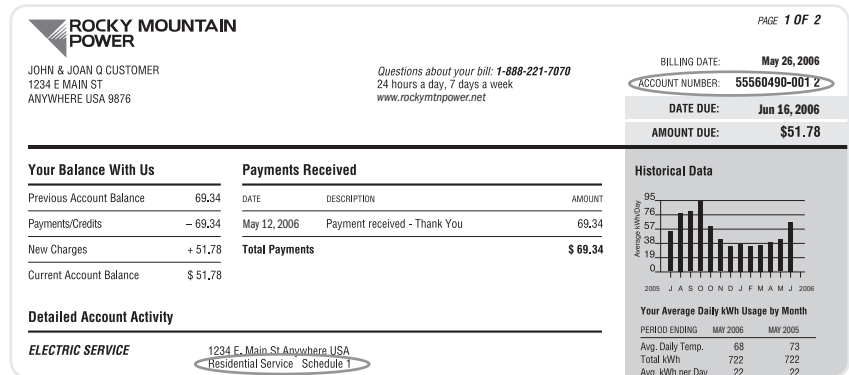 ROCKY MOUNTAIN
POWER
PAGE 1 OF 2
JOHN & JOAN Q CUSTOMER
1234 E MAIN ST
ANYWHERE USA 9876
Questions about your bill: 1-888-221-7070
24 hours a day, 7 days a week
www.rockymtnpower.net
BILLING DATE: May 26, 2006
ACCOUNT NUMBER: 55560490-001 2
DATE DUE: Jun 16, 2006
AMOUNT DUE: $51.78
Your Balance With Us
Previous Account Balance 69.34
Payments/Credits – 69.34
New Charges + 51.78
Current Account Balance $ 51.78
Payments Received
DATE DESCRIPTION AMOUNT
May 12, 2006 Payment received - Thank You 69.34
Total Payments $ 69.34
Historical Data
Average kWh/Day
95
76
57
38
19
0
2005 J A S O N D J F M A M J 2006
Your Average Daily kWh Usage by Month
PERIOD ENDING MAY 2006 MAY 2005
Avg. Daily Temp. 68 73
Total kWh 722 722
Avg. kWh per Day 22 22
Detailed Account Activity
ELECTRIC SERVICE
1234 E. Main St Anywhere USA
Residential Service Schedule 1